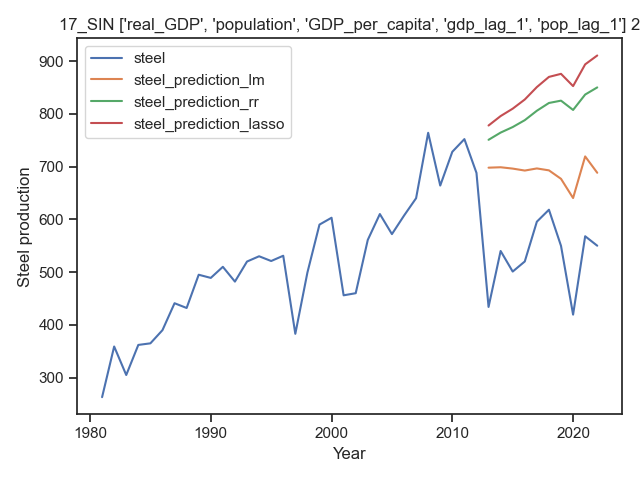 17_SIN ['real_GDP', 'population', 'GDP_per_capita', 'gdp_lag_1', 'pop_lag_1'] 2
steel
steel_prediction_lm
steel_prediction_rr
steel_prediction_lasso
Steel production
900
800
700
600
500
400
300
1980
1990
2000
2010
2020
Year